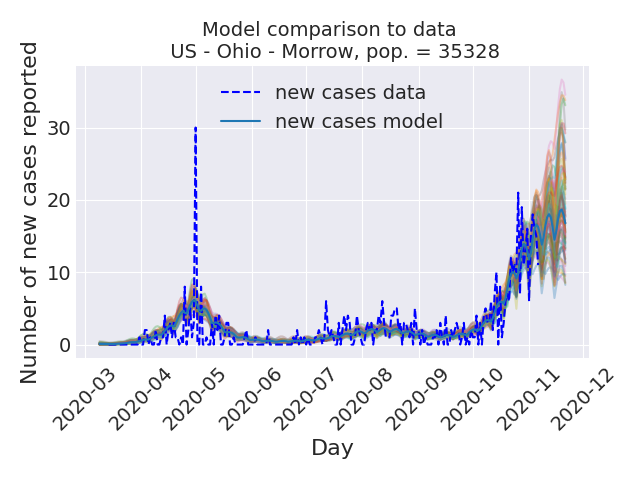 Model comparison to data
US - Ohio - Morrow, pop. = 35328
new cases data
new cases model
Number of new cases reported
30
20
10
0
2020-03
2020-04
2020-05
2020-06
2020-07
2020-08
2020-09
2020-10
2020-11
2020-12
Day